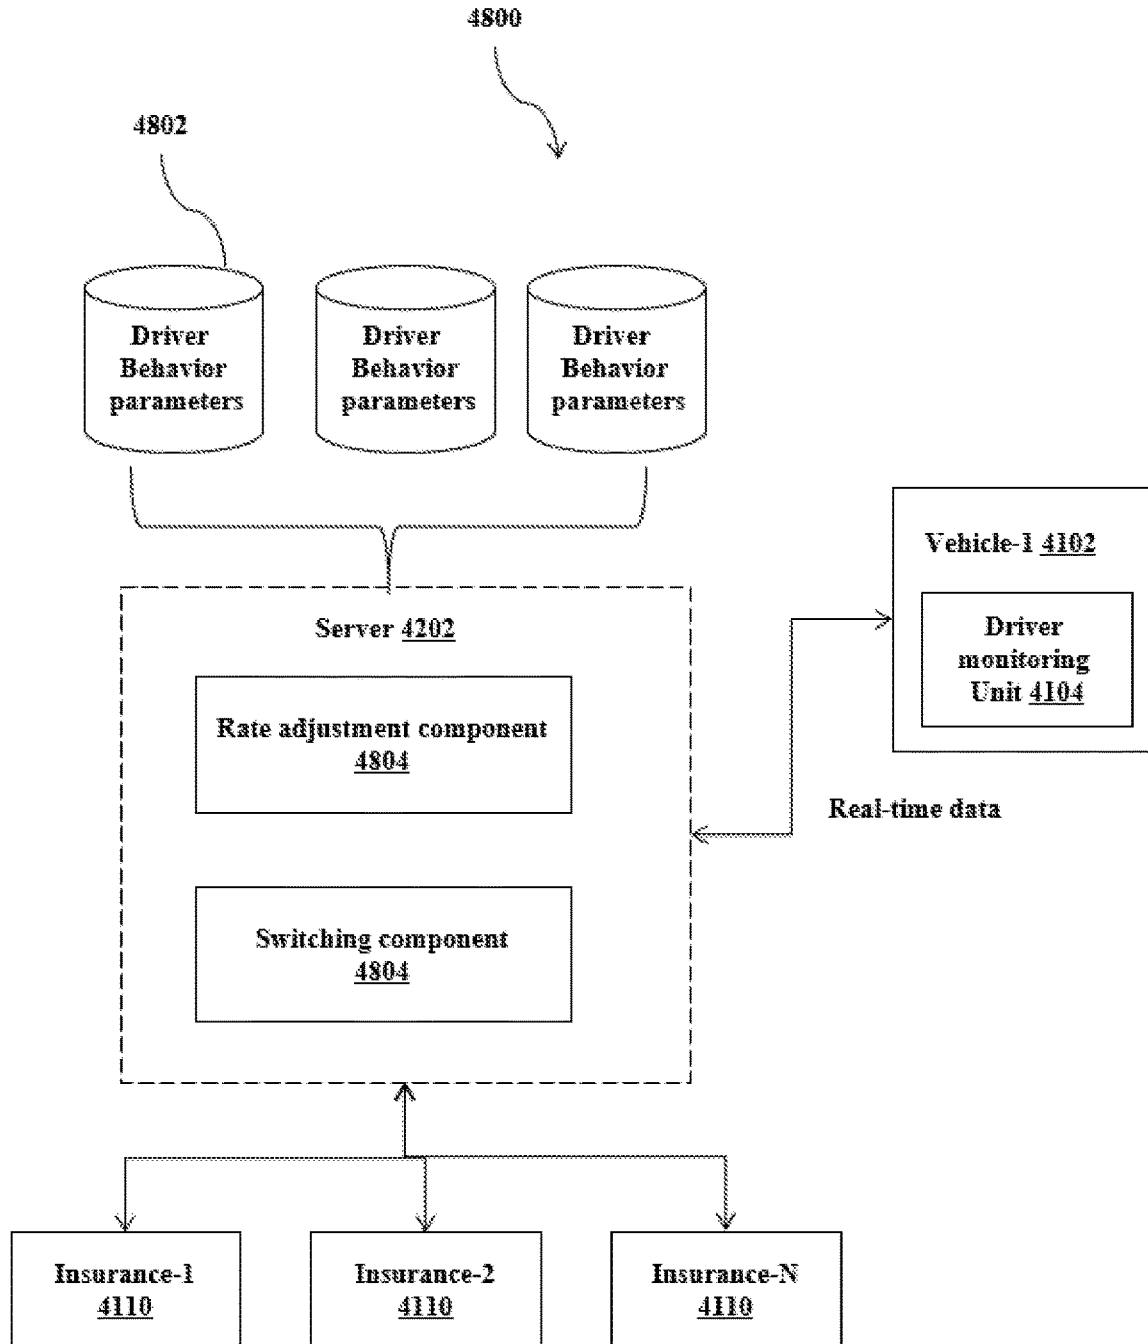 4800
4802
Driver
Behavior
parameters
Driver
Behavior
parameters
Driver
Behavior
parameters
Vehicle-1 4102
Driver
monitoring
Unit 4104
Server 4202
Rate adjustment component
4804
Real-time data
Switching component
4804
Insurance-1
4110
Insurance-2
4110
Insurance-N
4110